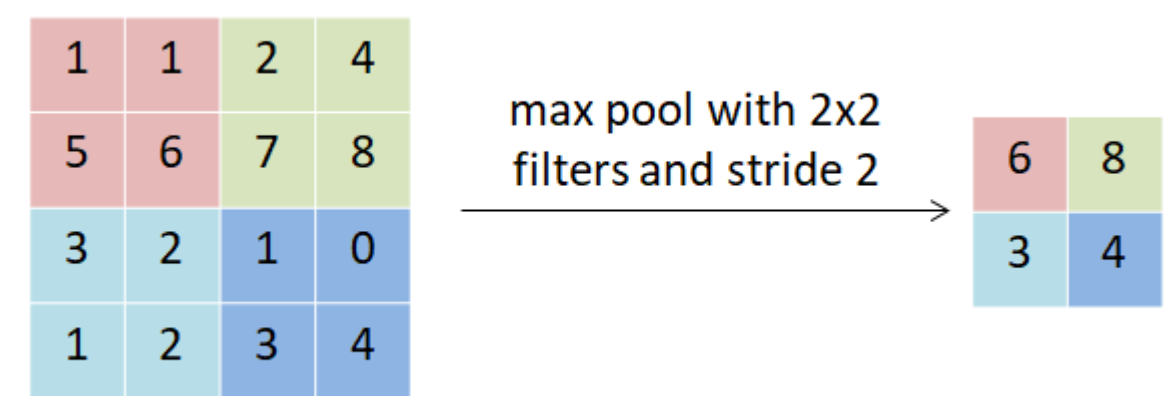 1 1 2 4
5 6 7 8
3 2 1 0
1 2 3 4
max pool with 2x2
filters and stride 2
6 8
3 4